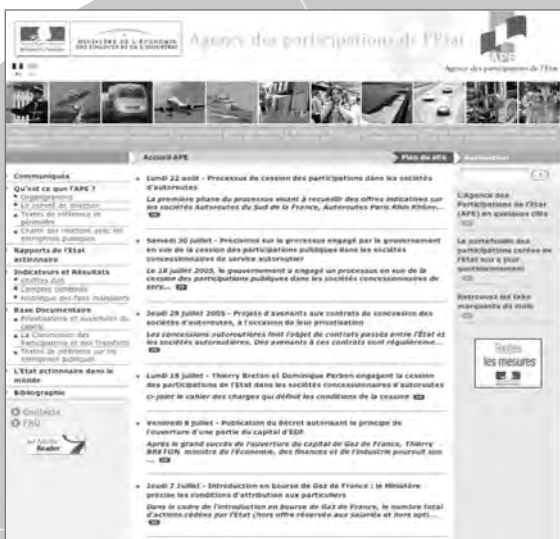 MINISTÈRE DE L'ÉCONOMIE
DES FINANCES ET DE L'INDUSTRIE
Agence des participations de l'Etat
APE
Agence des participations de l'Etat
Accueil APE
Plan du site
Communiqués
Qu'est ce que l'APE ?
Organigramme
Le comité de direction
Textes de référence et
périmètre
Charte des relations avec les
entreprises publiques
Rapports de l'Etat
actionnaire
Indicateurs et Résultats
Chiffres clés
Comptes combinés
Historique des faits marquants
Base Documentaire
Privatisations et ouvertures du
capital
La Commission des
Participations et des Transferts
Textes de référence sur les
entreprises publiques
L'Etat actionnaire dans le
monde
Bibliographie
Contacts
FAQ
Get Adobe
Reader
Lundi 22 août - Processus de cession des participations dans les sociétés
d'autoroutes
La première phase du processus visant à recueillir des offres indicatives sur
les sociétés Autoroutes du Sud de la France, Autoroutes Paris Rhin Rhône...
Samedi 30 juillet - Précisions sur le processus engagé par le gouvernement
en vue de la cession des participations publiques dans les sociétés
concessionnaires de service autoroutier
Le 18 juillet 2005, le gouvernement a engagé un processus en vue de la
cession des participations publiques dans les sociétés concessionnaires de
serv...
Jeudi 28 juillet 2005 - Projets d'avenants aux contrats de concession des
sociétés d'autoroutes, à l'occasion de leur privatisation
Les concessions autoroutières font l'objet de contrats passés entre l'État et
les sociétés autoroutières. Des avenants à ces contrats sont régulièreme...
Lundi 18 juillet - Thierry Breton et Dominique Perben engagent la cession
des participations de l'Etat dans les sociétés concessionnaires d'autoroutes
ci-joint le cahier des charges qui définit les conditions de la cession
Vendredi 8 juillet - Publication du décret autorisant le principe de
l'ouverture d'une partie du capital d'EDF
Après le grand succès de l'ouverture du capital de Gaz de France, Thierry
BRETON, ministre de l'Economie, des finances et de l'industrie poursuit son
...
Jeudi 7 Juillet - Introduction en bourse de Gaz de France : le Ministère
précise les conditions d'attribution aux particuliers
Dans le cadre de l'introduction en bourse de Gaz de France, le nombre total
d'actions cédées par l'Etat (hors offre réservée aux salariés et hors opti...
L'Agence des
Participations de l'Etat
(APE) en quelques clics
Le portefeuille des
participations cotées de
l'Etat mis à jour
quotidiennement
Retrouvez les faits
marquants du mois
Toutes
les mesures